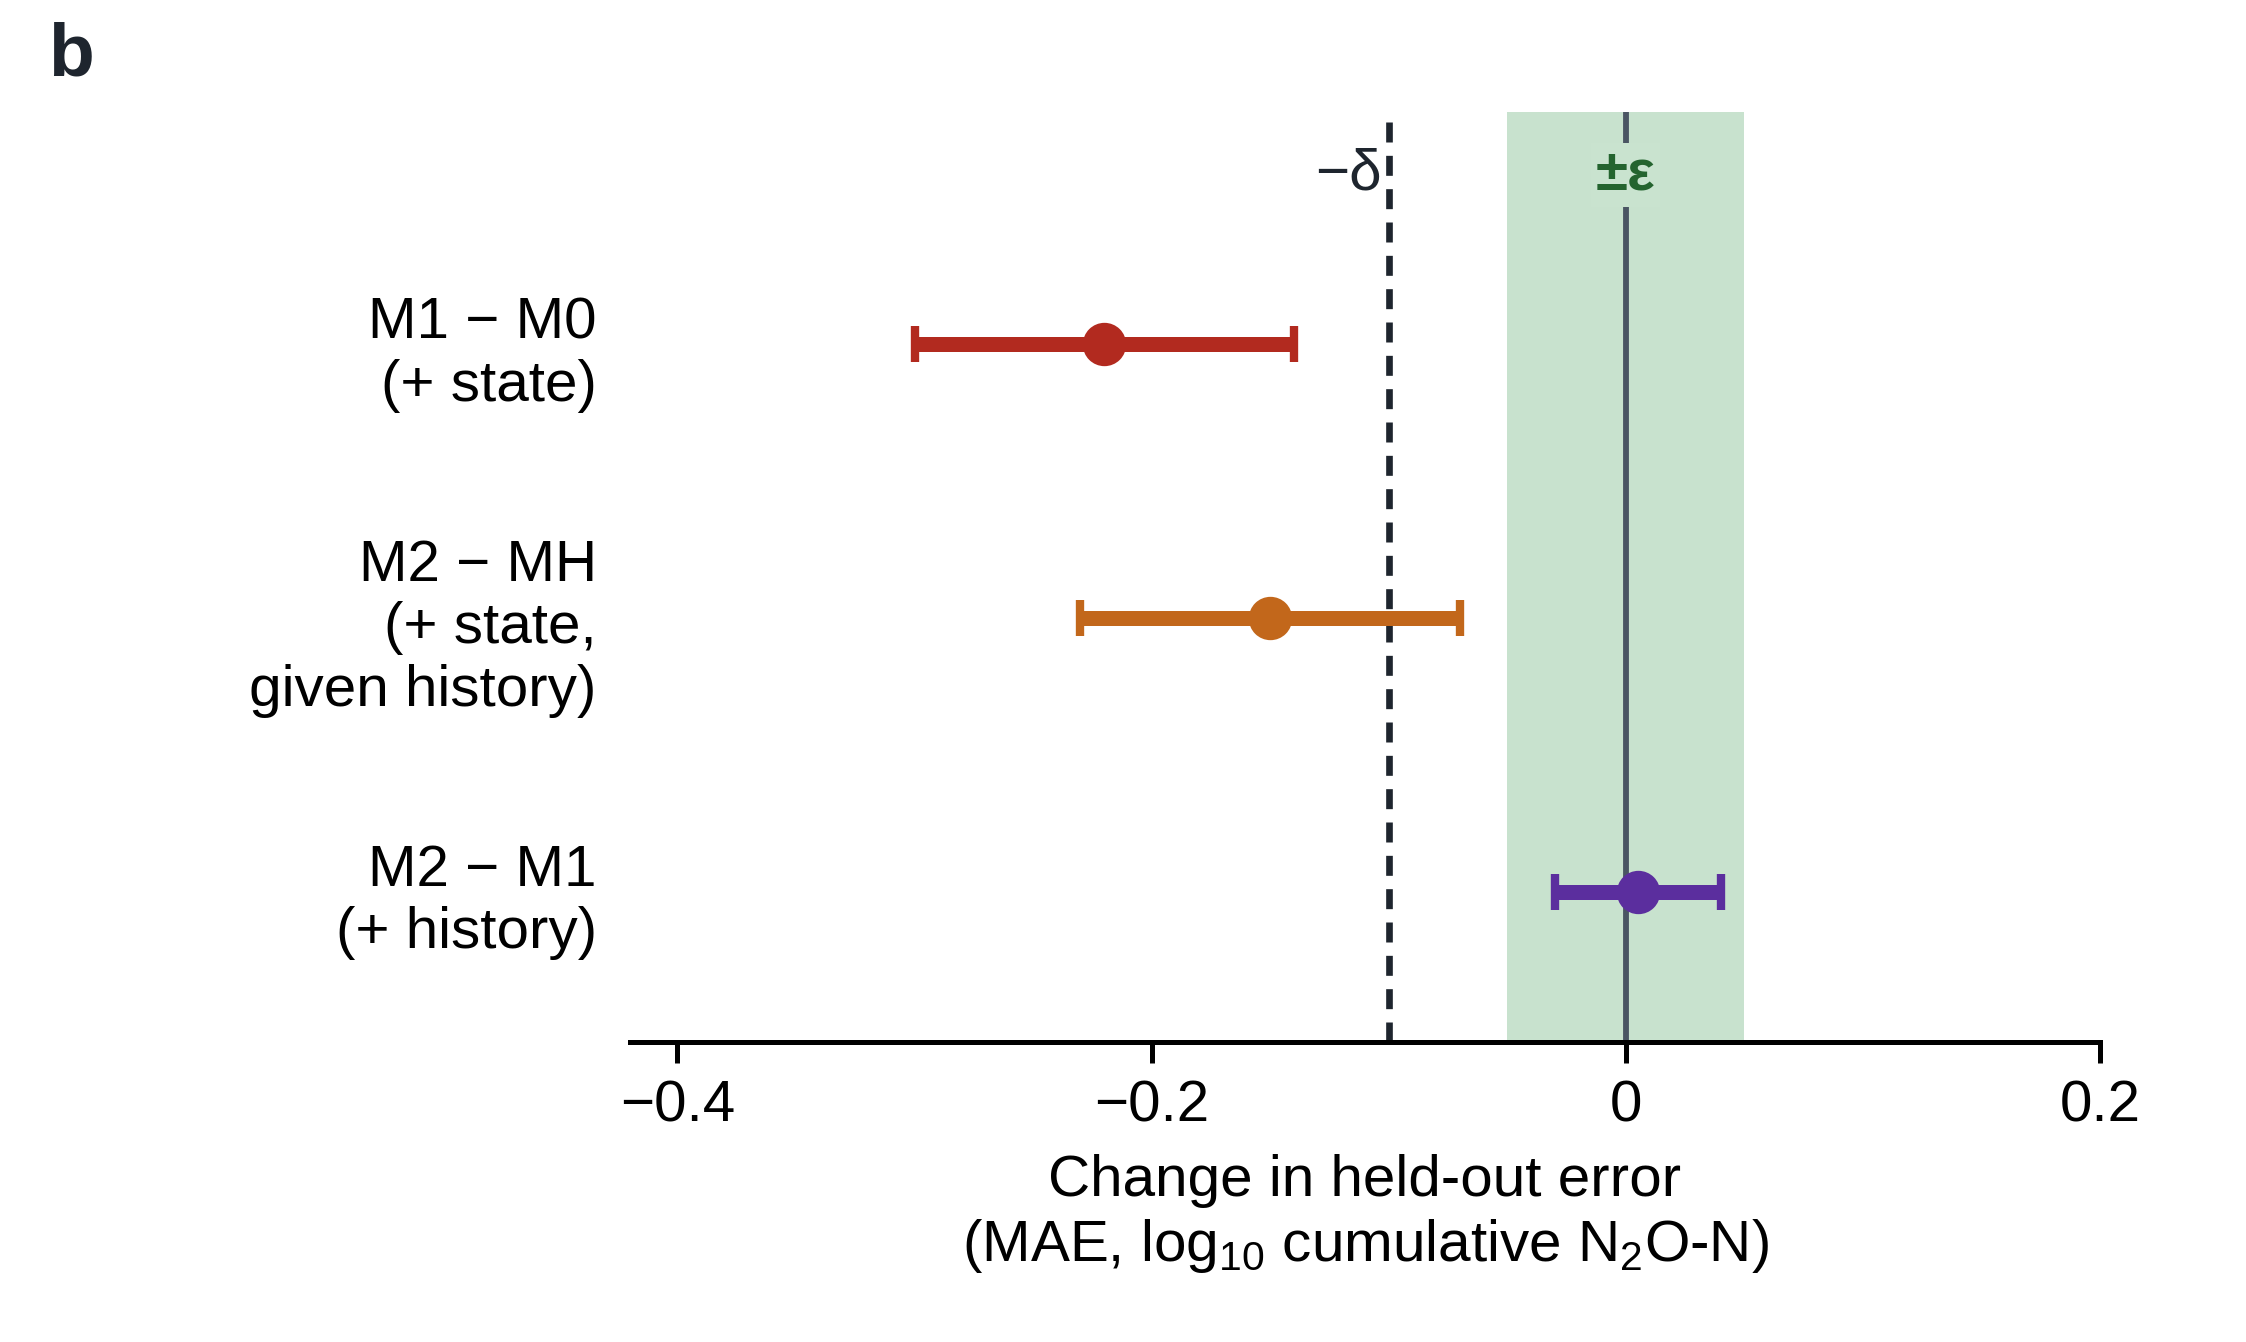 b
−δ
±ε
M1 − M0
(+ state)
M2 − MH
(+ state,
given history)
M2 − M1
(+ history)
−0.4
−0.2
0
0.2
Change in held-out error
(MAE, log₁₀ cumulative N₂O-N)